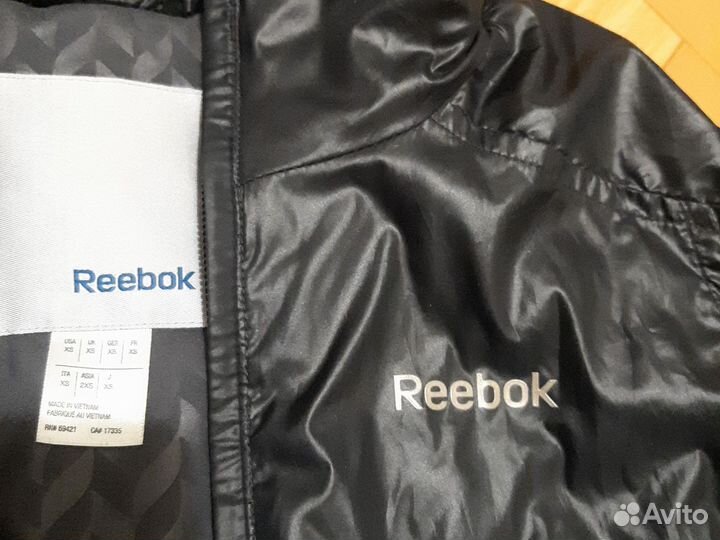 Reebok
USA UK GER FR
XS XS XS XS
ITA ASIA J
XS 2XS XS
MADE IN VIETNAM
FABRIQUÉ AU VIETNAM
RN# 69421 CA# 17335
Reebok
Avito